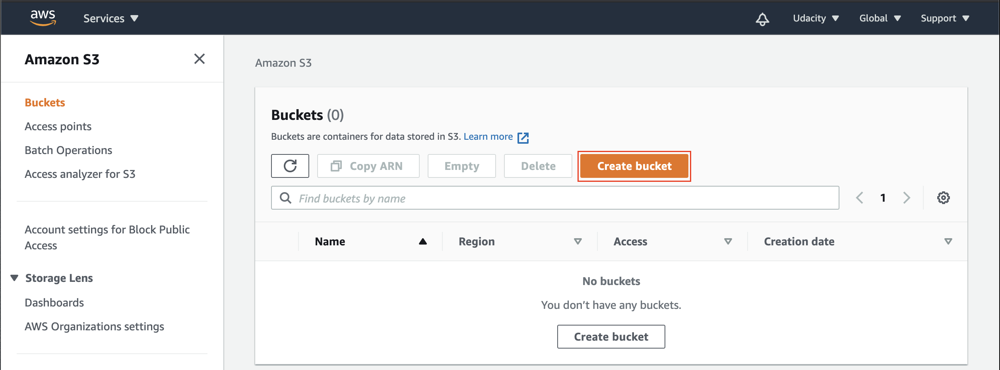 aws
Services
Udacity
Global
Support
Amazon S3
Buckets
Access points
Batch Operations
Access analyzer for S3
Account settings for Block Public
Access
Storage Lens
Dashboards
AWS Organizations settings
Amazon S3
Buckets (0)
Buckets are containers for data stored in S3. Learn more
Copy ARN
Empty
Delete
Create bucket
Find buckets by name
1
Name
Region
Access
Creation date
No buckets
You don’t have any buckets.
Create bucket